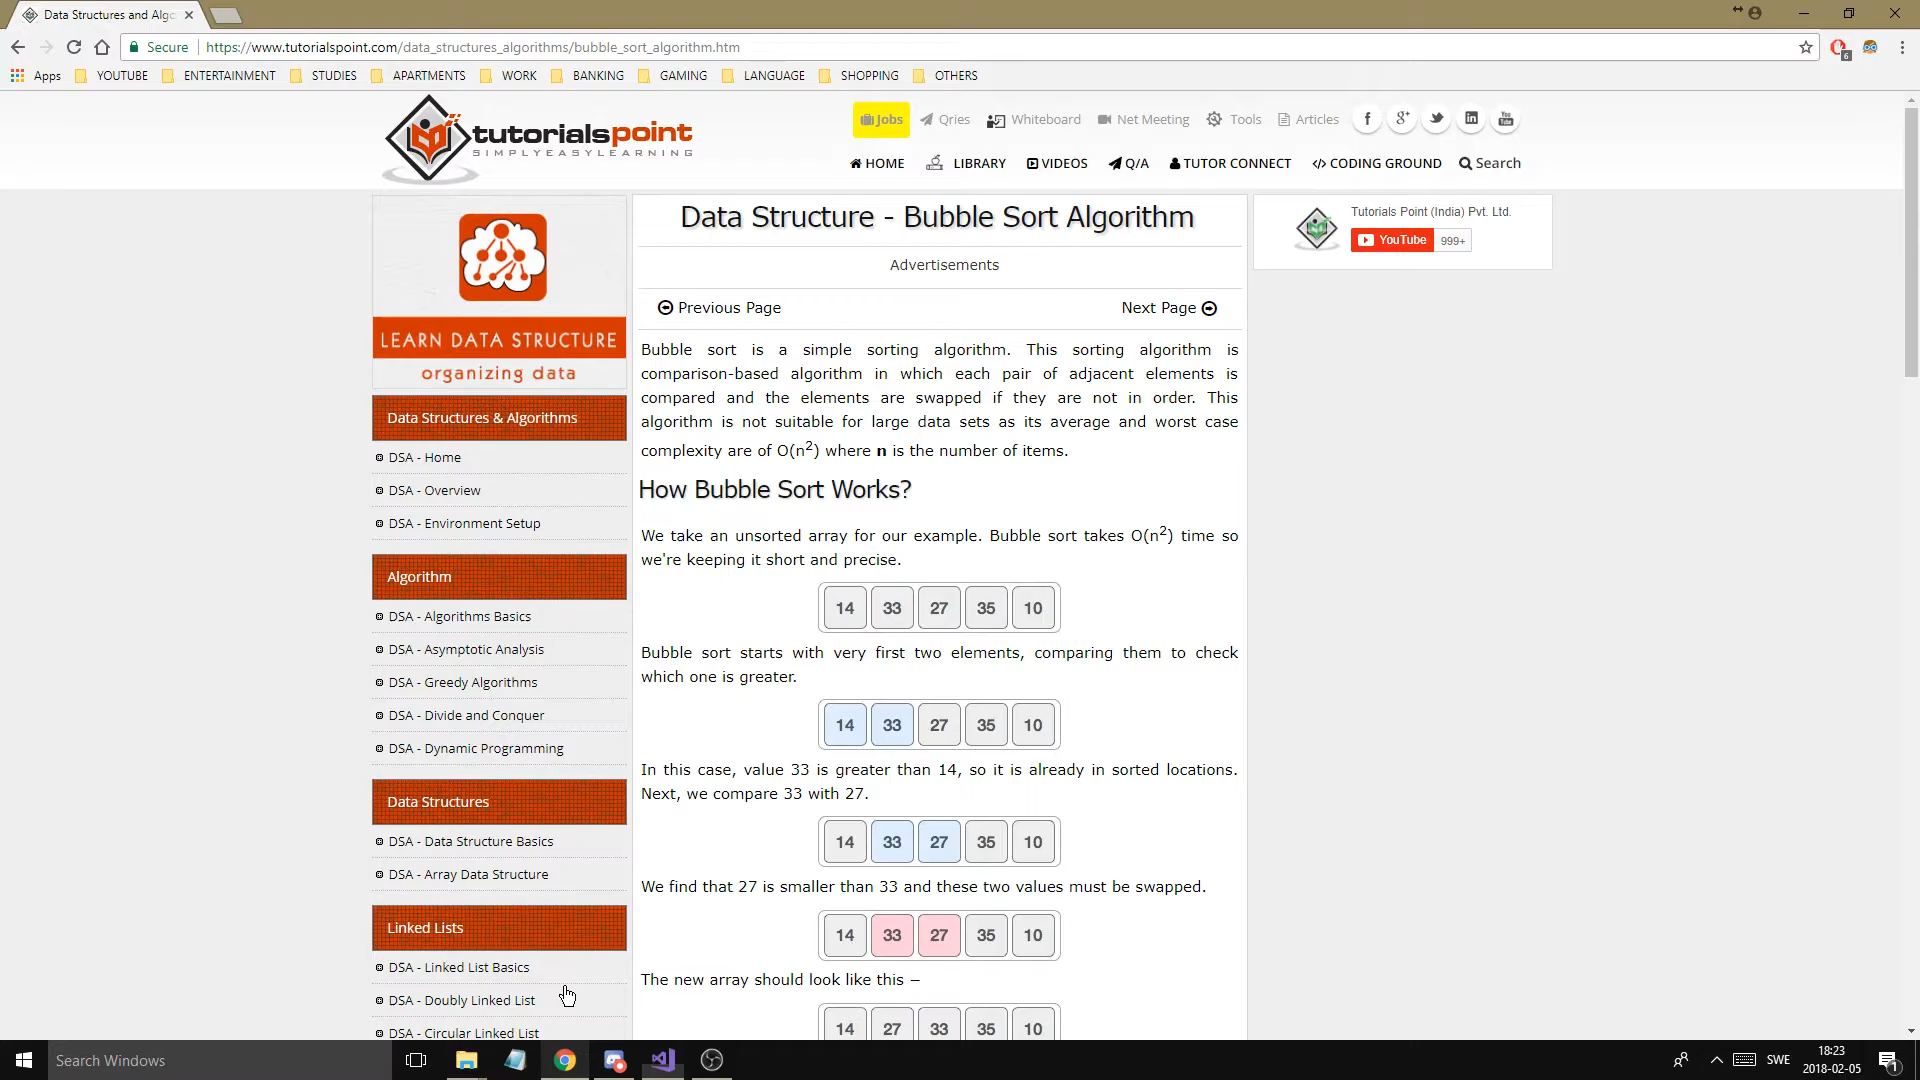 Data Structures and Algo
Secure https://www.tutorialspoint.com/data_structures_algorithms/bubble_sort_algorithm.htm
6
Apps YOUTUBE ENTERTAINMENT STUDIES APARTMENTS WORK BANKING GAMING LANGUAGE SHOPPING OTHERS
tutorialspoint
SIMPLYEASYLEARNING
Jobs Qries Whiteboard Net Meeting Tools Articles f g+ in You Tube
HOME LIBRARY VIDEOS Q/A TUTOR CONNECT CODING GROUND Search
LEARN DATA STRUCTURE
organizing data
Data Structures & Algorithms
DSA - Home
DSA - Overview
DSA - Environment Setup
Algorithm
DSA - Algorithms Basics
DSA - Asymptotic Analysis
DSA - Greedy Algorithms
DSA - Divide and Conquer
DSA - Dynamic Programming
Data Structures
DSA - Data Structure Basics
DSA - Array Data Structure
Linked Lists
DSA - Linked List Basics
DSA - Doubly Linked List
DSA - Circular Linked List
Data Structure - Bubble Sort Algorithm
Advertisements
Previous Page Next Page
Bubble sort is a simple sorting algorithm. This sorting algorithm is
comparison-based algorithm in which each pair of adjacent elements is
compared and the elements are swapped if they are not in order. This
algorithm is not suitable for large data sets as its average and worst case
complexity are of O(n²) where n is the number of items.
How Bubble Sort Works?
We take an unsorted array for our example. Bubble sort takes O(n²) time so
we're keeping it short and precise.
14 33 27 35 10
Bubble sort starts with very first two elements, comparing them to check
which one is greater.
14 33 27 35 10
In this case, value 33 is greater than 14, so it is already in sorted locations.
Next, we compare 33 with 27.
14 33 27 35 10
We find that 27 is smaller than 33 and these two values must be swapped.
14 33 27 35 10
The new array should look like this −
14 27 33 35 10
Tutorials Point (India) Pvt. Ltd.
YouTube 999+
Search Windows
SWE
18:23
2018-02-05
1